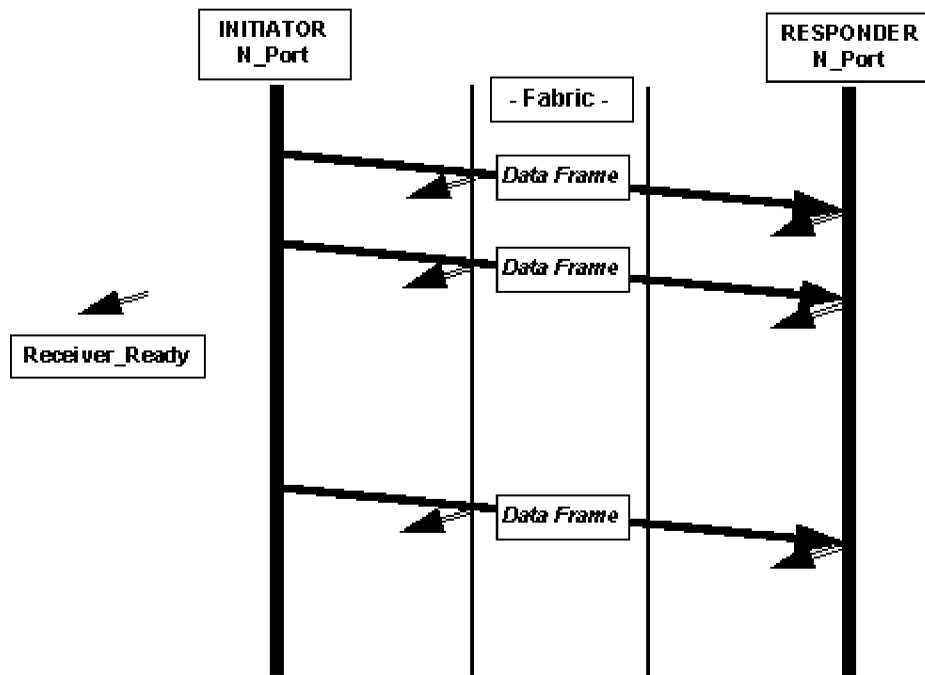 INITIATOR
N_Port
RESPONDER
N_Port
- Fabric -
Data Frame
Data Frame
Receiver_Ready
Data Frame